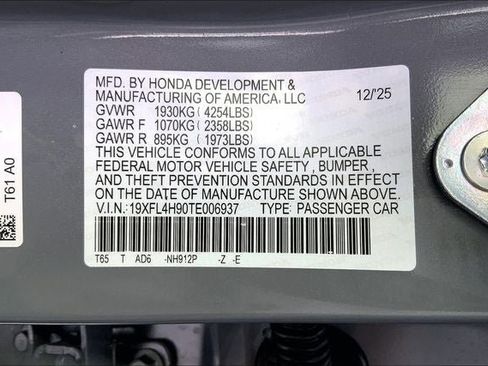 MFD. BY HONDA DEVELOPMENT &
MANUFACTURING OF AMERICA, LLC 12/'25
GVWR 1930KG ( 4254LBS)
GAWR F 1070KG ( 2358LBS)
GAWR R 895KG ( 1973LBS)
THIS VEHICLE CONFORMS TO ALL APPLICABLE
FEDERAL MOTOR VEHICLE SAFETY , BUMPER ,
AND THEFT PREVENTION STANDARDS IN EFFECT
ON THE DATE OF MANUFACTURE SHOWN ABOVE.
V.I.N: 19XFL4H90TE006937 TYPE: PASSENGER CAR
T65 T AD6 -NH912P -Z -E
T61 A0